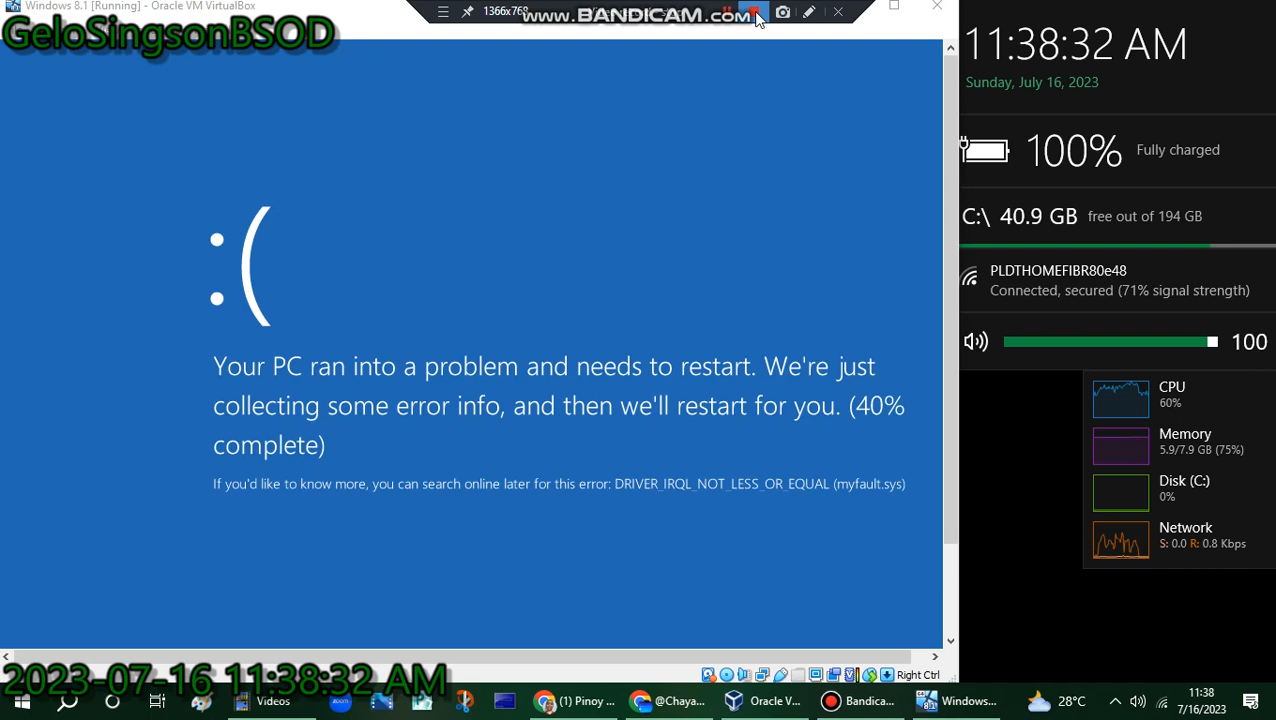 Windows 8.1 [Running] - Oracle VM VirtualBox
1366x768
www.BANDICAM.com
GeloSingsonBSOD
:(
Your PC ran into a problem and needs to restart. We're just
collecting some error info, and then we'll restart for you. (40%
complete)
If you'd like to know more, you can search online later for this error: DRIVER_IRQL_NOT_LESS_OR_EQUAL (myfault.sys)
11:38:32 AM
Sunday, July 16, 2023
100% Fully charged
C:\ 40.9 GB free out of 194 GB
PLDTHOMEFIBR80e48
Connected, secured (71% signal strength)
100
CPU
60%
Memory
5.9/7.9 GB (75%)
Disk (C:)
0%
Network
S: 0.0 R: 0.8 Kbps
Right Ctrl
2023-07-16 11:38:32 AM
Videos
zoom
(1) Pinoy ...
@Chaya...
Oracle V...
Bandica...
Windows...
28°C
11:38
7/16/2023